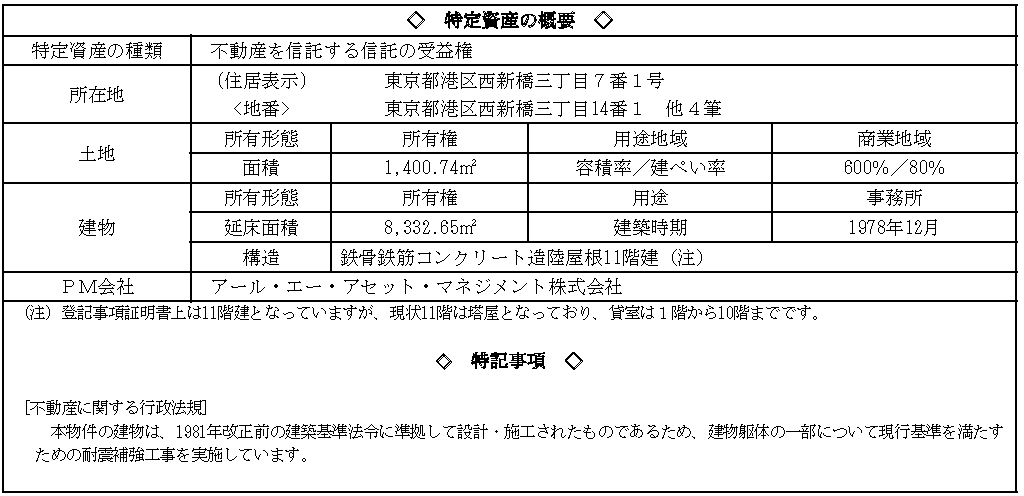 ◇ 特定資産の概要 ◇
特定資産の種類 不動産を信託する信託の受益権
所在地 (住居表示) 東京都港区西新橋三丁目7番1号
<地番> 東京都港区西新橋三丁目14番1 他4筆
土地 所有形態 所有権 用途地域 商業地域
面積 1,400.74㎡ 容積率/建ぺい率 600%/80%
建物 所有形態 所有権 用途 事務所
延床面積 8,332.65㎡ 建築時期 1978年12月
構造 鉄骨鉄筋コンクリート造陸屋根11階建(注)
PM会社 アール・エー・アセット・マネジメント株式会社
(注)登記事項証明書上は11階建となっていますが、現状11階は塔屋となっており、貸室は1階から10階までです。
◇ 特記事項 ◇
[不動産に関する行政法規]
本物件の建物は、1981年改正前の建築基準法令に準拠して設計・施工されたものであるため、建物躯体の一部について現行基準を満たす
ための耐震補強工事を実施しています。